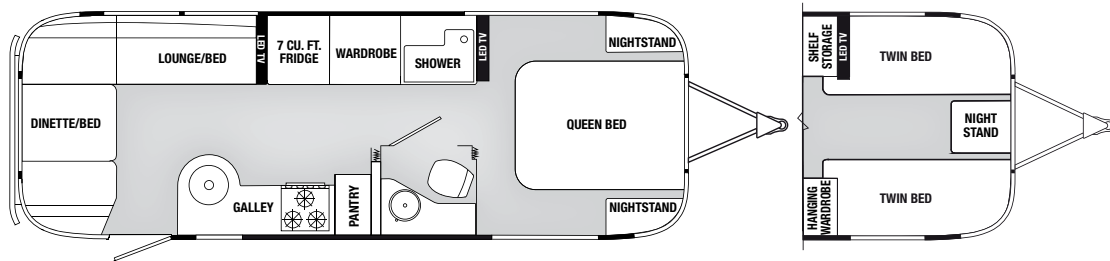 LOUNGE/BED
LED TV
7 CU. FT.
FRIDGE
WARDROBE
SHOWER
LED TV
NIGHTSTAND
DINETTE/BED
QUEEN BED
GALLEY
PANTRY
NIGHTSTAND
SHELF
STORAGE
LED TV
TWIN BED
NIGHT
STAND
HANGING
WARDROBE
TWIN BED